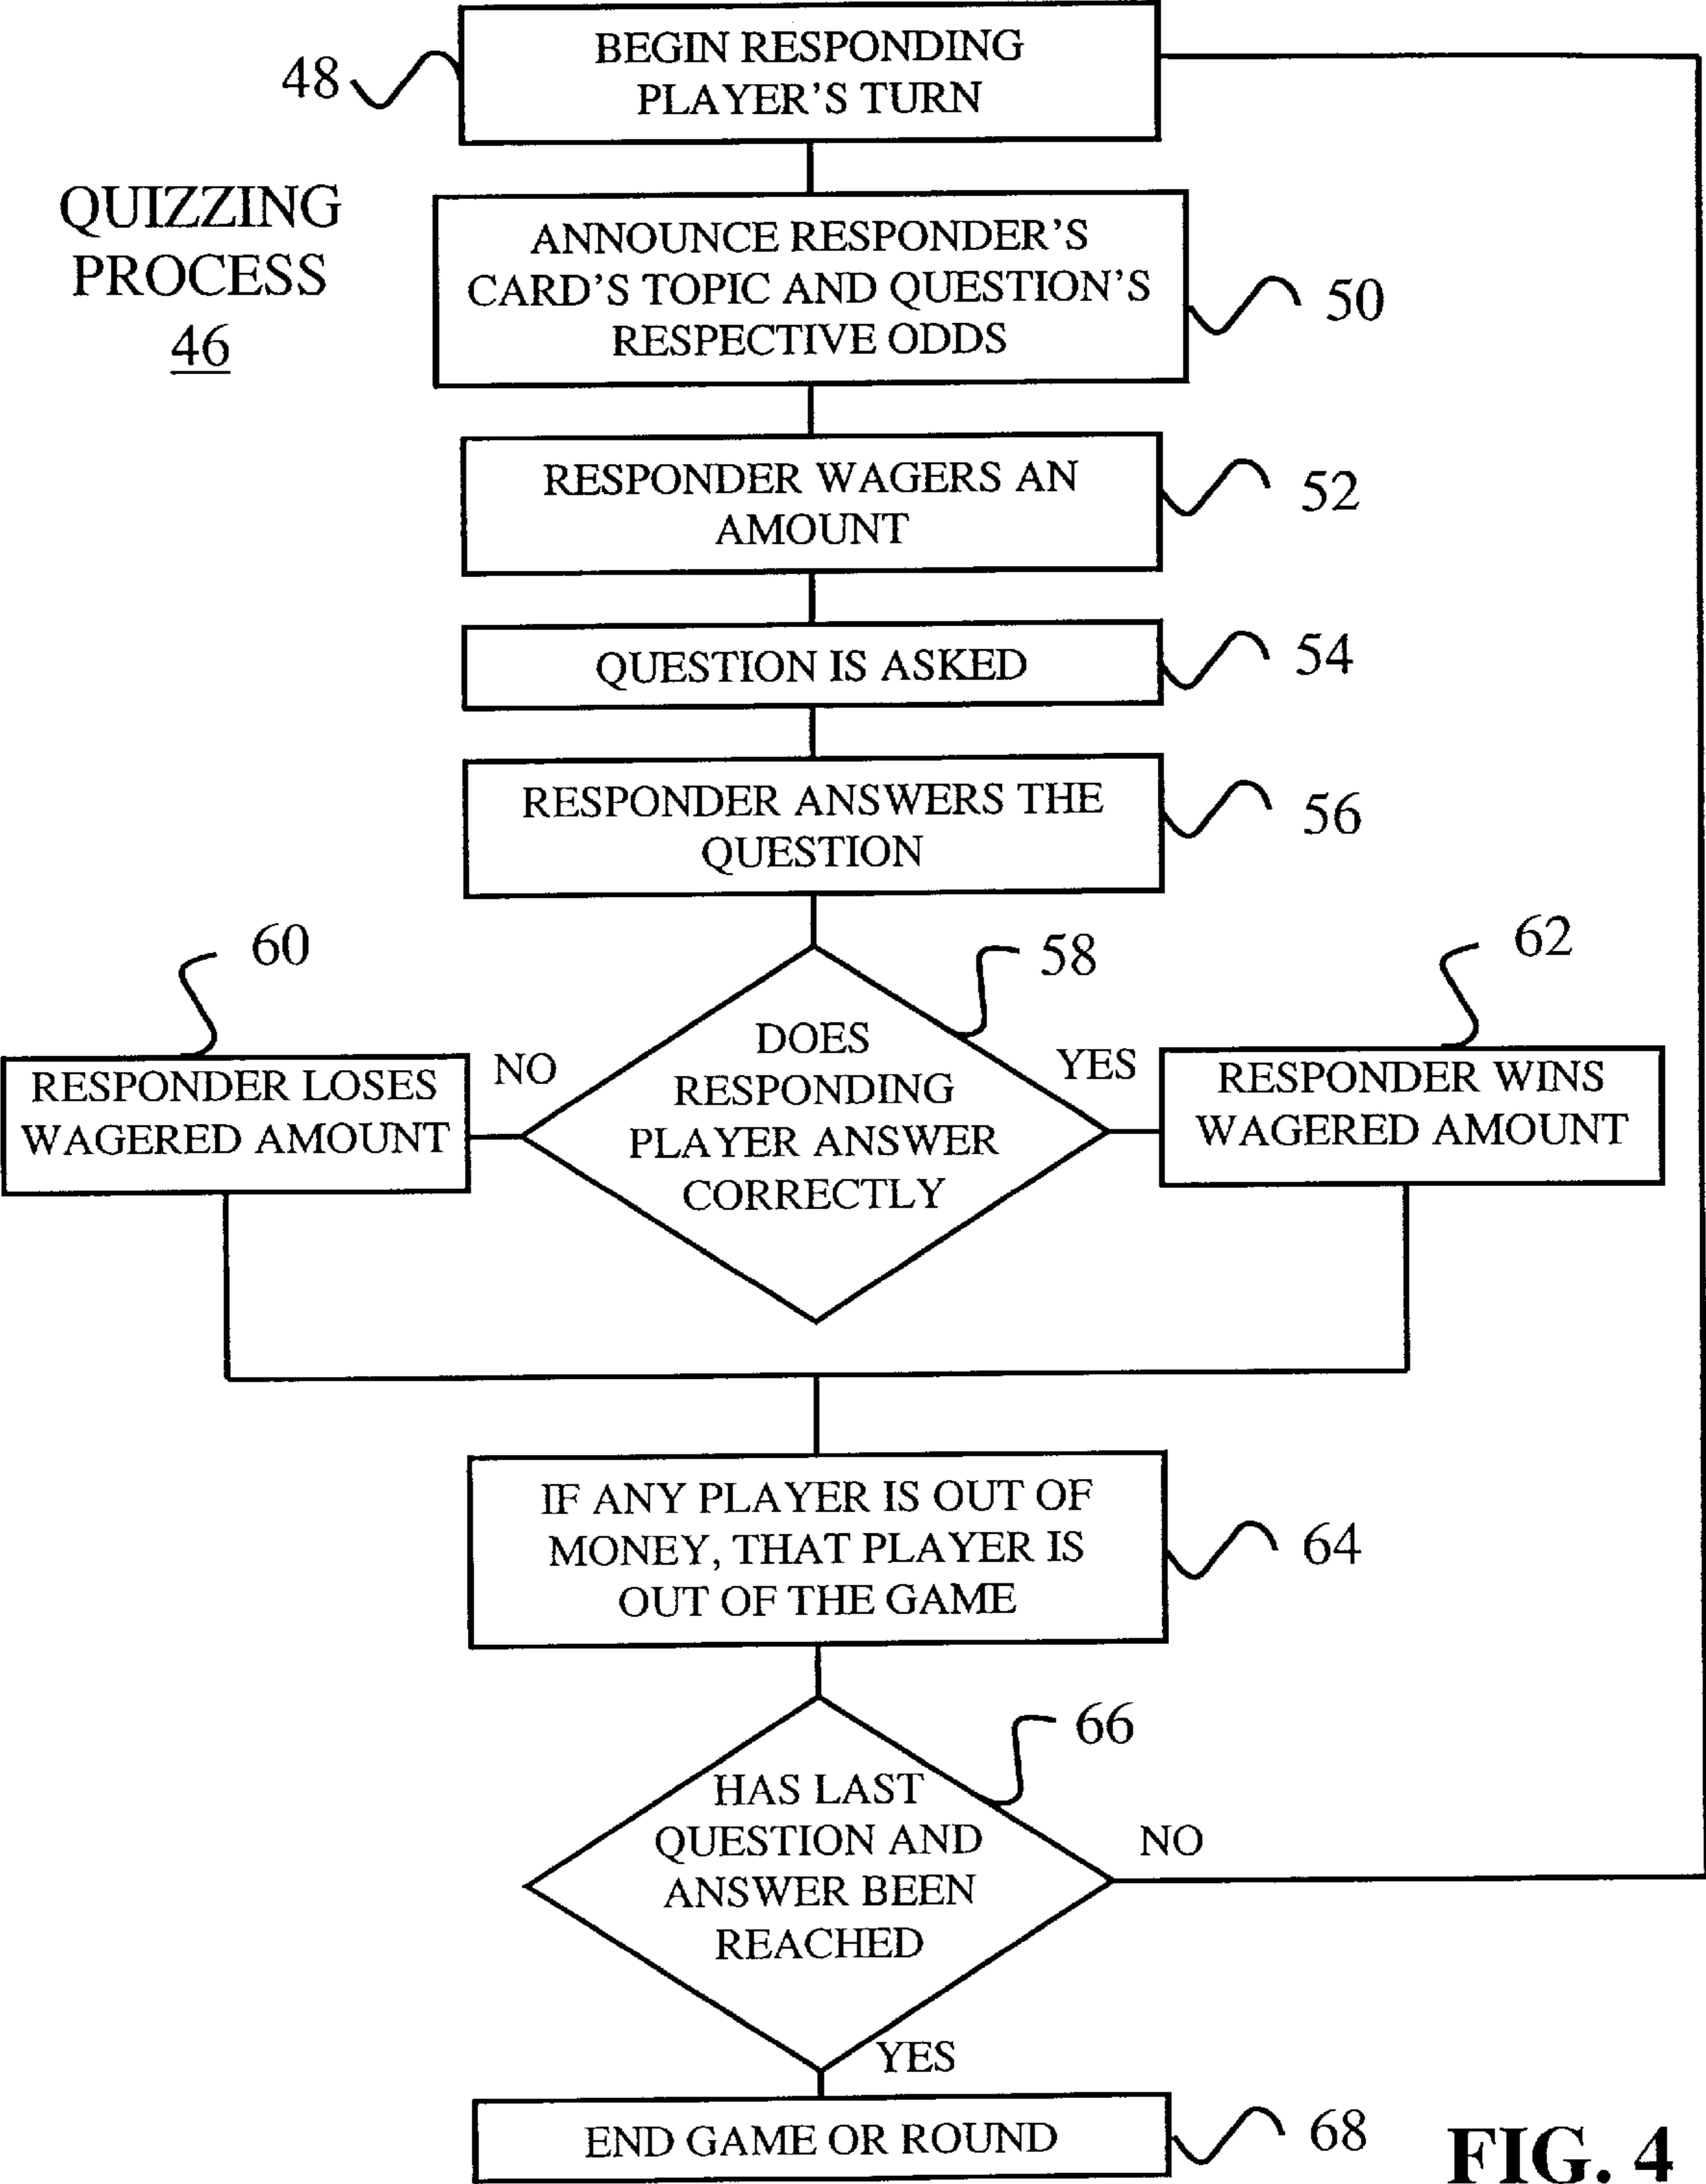 BEGIN RESPONDING
PLAYER'S TURN
48
QUIZZING
PROCESS
46
ANNOUNCE RESPONDER'S
CARD'S TOPIC AND QUESTION'S
RESPECTIVE ODDS
50
RESPONDER WAGERS AN
AMOUNT
52
QUESTION IS ASKED
54
RESPONDER ANSWERS THE
QUESTION
56
60
58
62
RESPONDER LOSES
WAGERED AMOUNT
NO
DOES
RESPONDING
PLAYER ANSWER
CORRECTLY
YES
RESPONDER WINS
WAGERED AMOUNT
IF ANY PLAYER IS OUT OF
MONEY, THAT PLAYER IS
OUT OF THE GAME
64
66
HAS LAST
QUESTION AND
ANSWER BEEN
REACHED
NO
YES
END GAME OR ROUND
68
FIG. 4